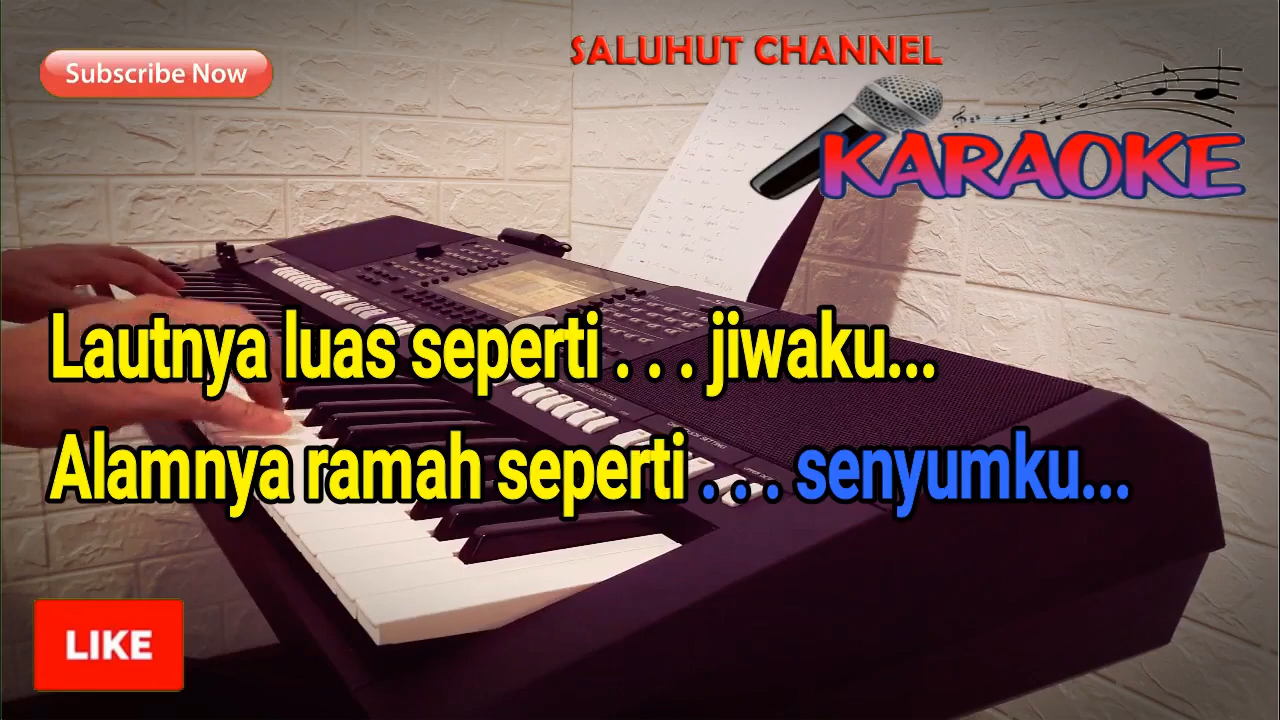 SALUHUT CHANNEL
Subscribe Now
KARAOKE
Lautnya luas seperti . . . jiwaku...
Alamnya ramah seperti . . . senyumku...
LIKE